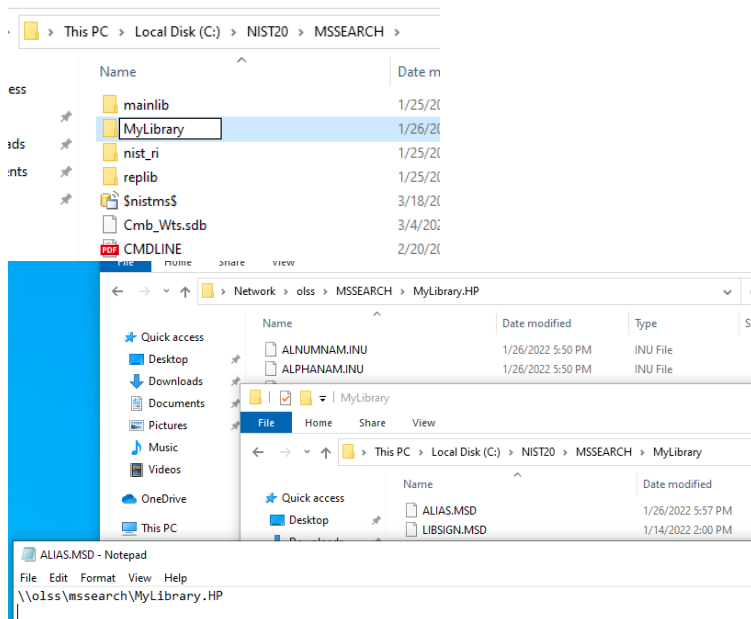 This PC > Local Disk (C:) > NIST20 > MSSEARCH >
Name Date m
ess
mainlib 1/25/20
MyLibrary 1/26/20
ads nist_ri 1/25/20
ents replib 1/25/20
$nistms$ 3/18/20
Cmb_Wts.sdb 3/4/202
PDF CMDLINE 2/20/20
File Home Share View
Network > olss > MSSEARCH > MyLibrary.HP
Name Date modified Type S
Quick access
ALNUMNAM.INU 1/26/2022 5:50 PM INU File
Desktop
ALPHANAM.INU 1/26/2022 5:50 PM INU File
Downloads
MyLibrary
Documents
File Home Share View
Pictures
Music
This PC > Local Disk (C:) > NIST20 > MSSEARCH > MyLibrary
Videos
Name Date modified
OneDrive
Quick access
ALIAS.MSD 1/26/2022 5:57 PM
Desktop
This PC
LIBSIGN.MSD 1/14/2022 2:00 PM
ALIAS.MSD - Notepad
File Edit Format View Help
\\olss\mssearch\MyLibrary.HP